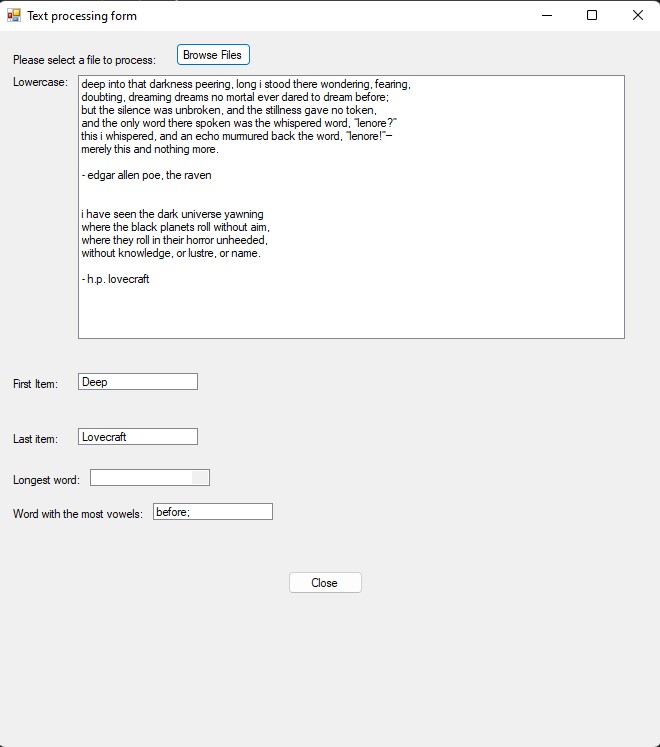 Text processing form
Please select a file to process: Browse Files
Lowercase:
deep into that darkness peering, long i stood there wondering, fearing,
doubting, dreaming dreams no mortal ever dared to dream before;
but the silence was unbroken, and the stillness gave no token,
and the only word there spoken was the whispered word, “lenore?”
this i whispered, and an echo murmured back the word, “lenore!”—
merely this and nothing more.
- edgar allen poe, the raven
i have seen the dark universe yawning
where the black planets roll without aim,
where they roll in their horror unheeded,
without knowledge, or lustre, or name.
- h.p. lovecraft
First Item: Deep
Last item: Lovecraft
Longest word:
Word with the most vowels: before;
Close